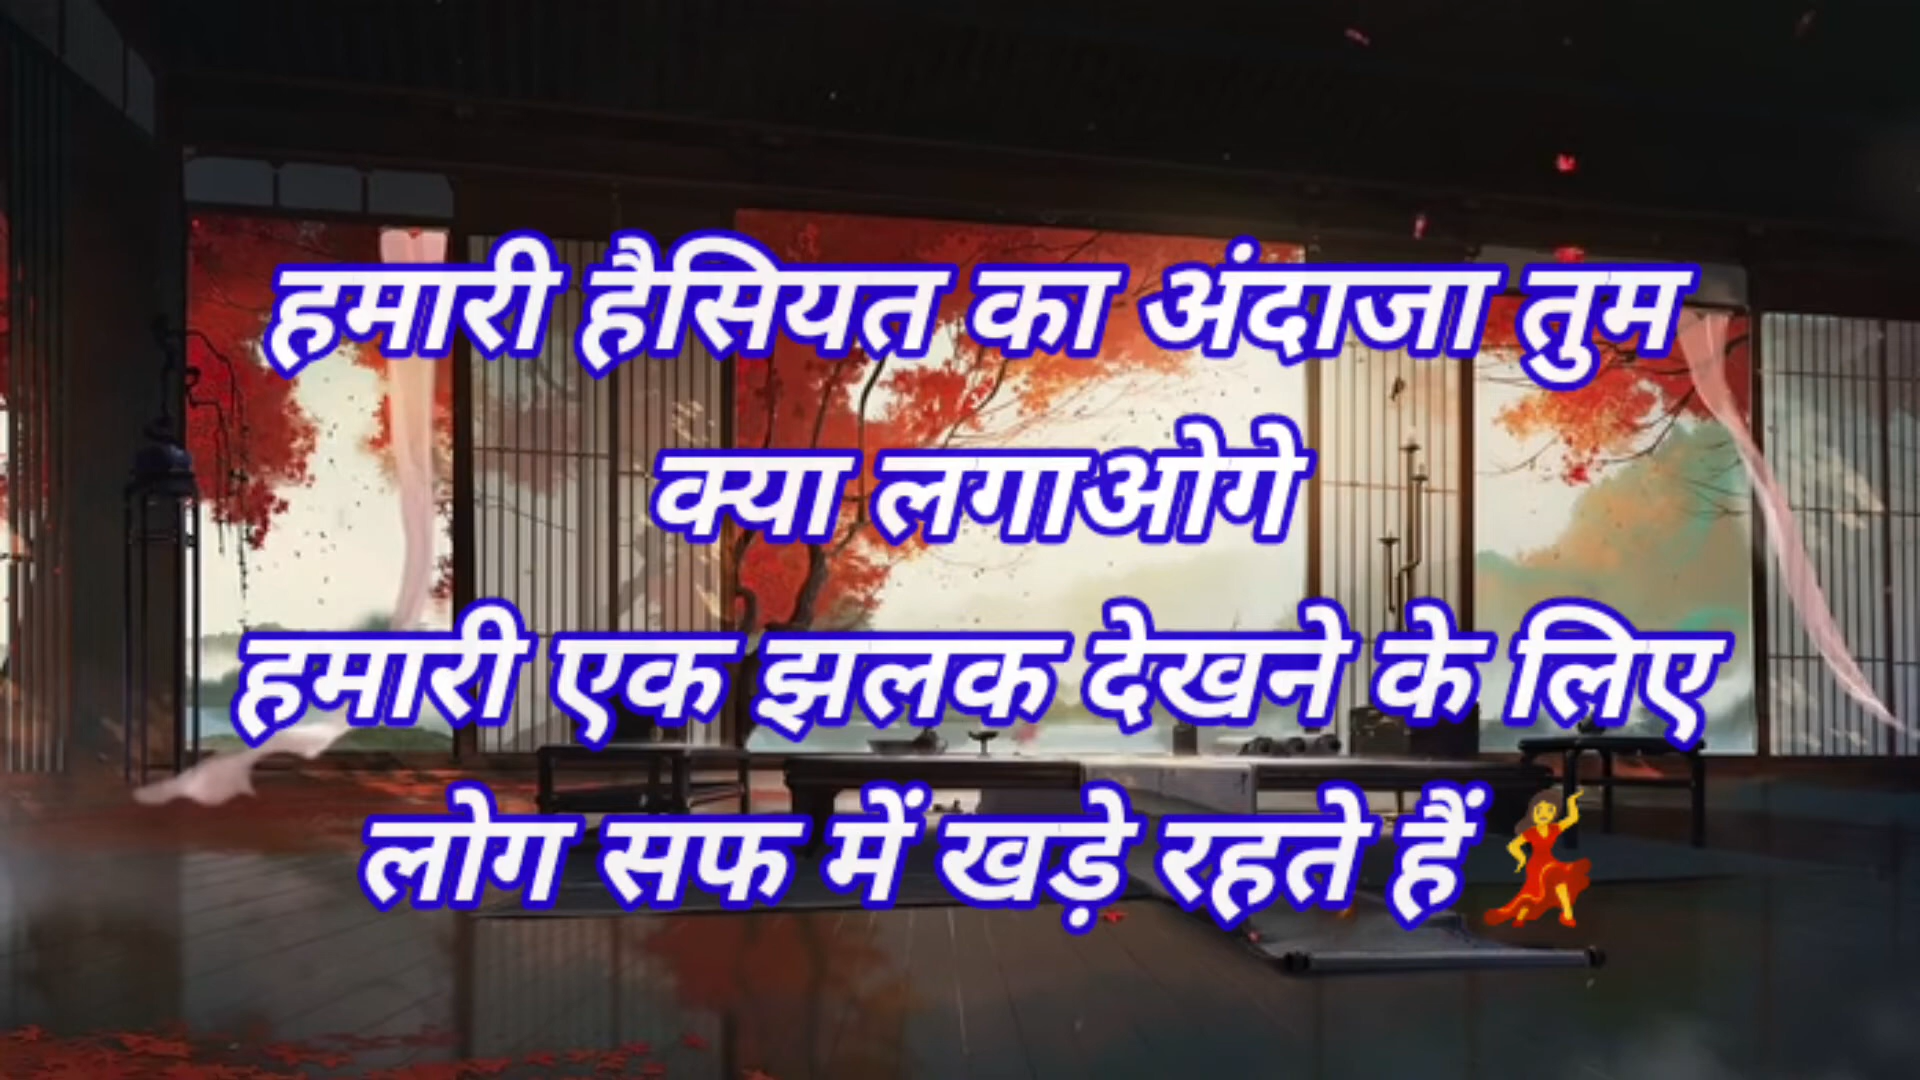 हमारी हैसियत का अंदाजा तुम
क्या लगाओगे
हमारी एक झलक देखने के लिए
लोग सफ में खड़े रहते हैं💃